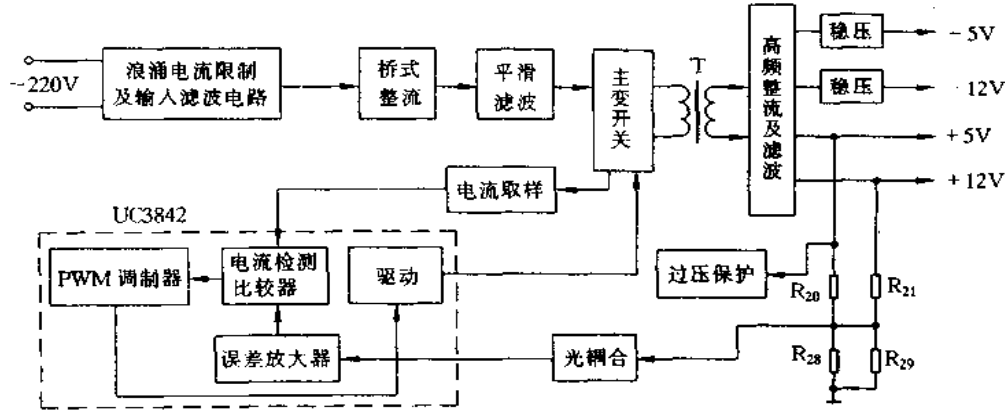 ~220V
浪涌电流限制
及输入滤波电路
桥式
整流
平滑
滤波
主变开关
T
高频整流及滤波
稳压
-5V
稳压
-12V
+5V
+12V
电流取样
UC3842
PWM 调制器
电流检测
比较器
驱动
误差放大器
过压保护
光耦合
R20
R21
R28
R29